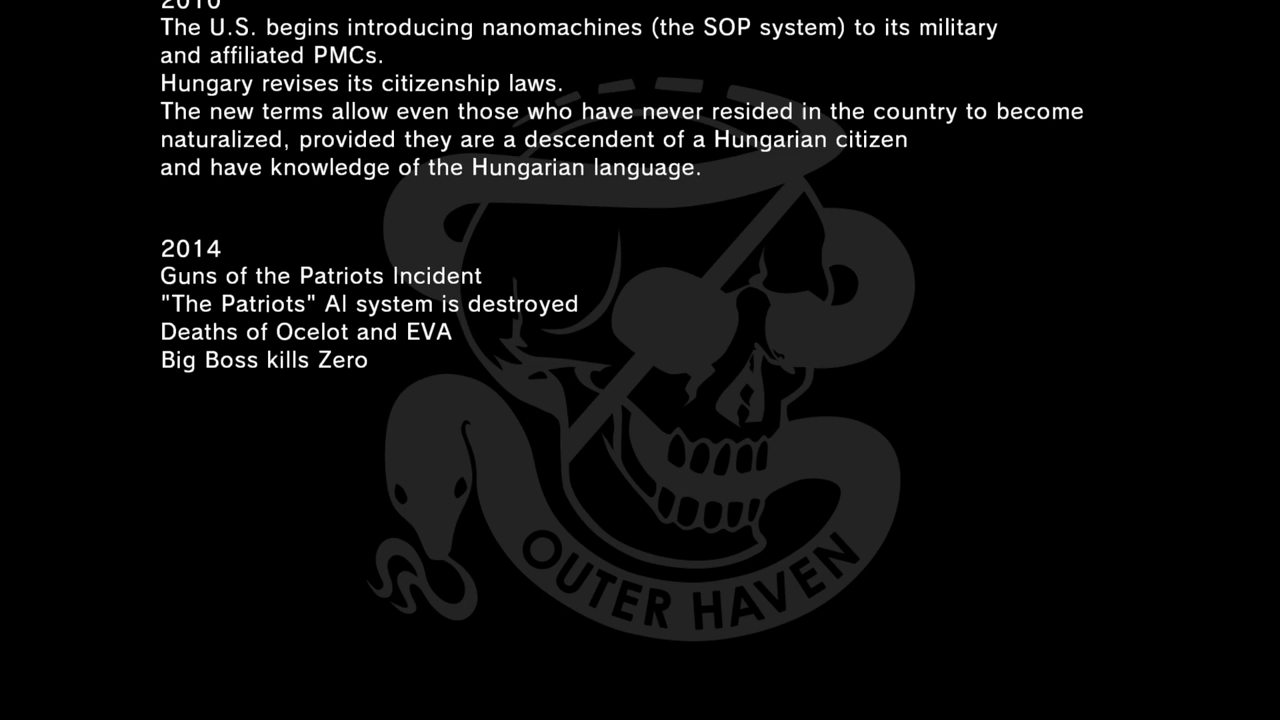 2010
The U.S. begins introducing nanomachines (the SOP system) to its military
and affiliated PMCs.
Hungary revises its citizenship laws.
The new terms allow even those who have never resided in the country to become
naturalized, provided they are a descendent of a Hungarian citizen
and have knowledge of the Hungarian language.
2014
Guns of the Patriots Incident
"The Patriots" AI system is destroyed
Deaths of Ocelot and EVA
Big Boss kills Zero
OUTER HAVEN